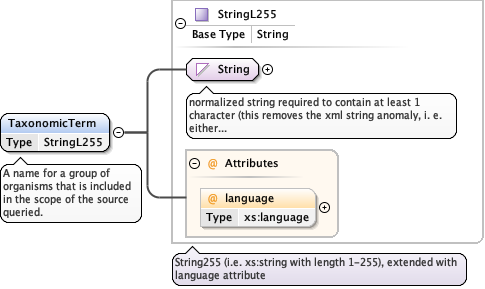 StringL255
Base Type String
String
normalized string required to contain at least 1
character (this removes the xml string anomaly, i. e.
either...
TaxonomicTerm
Type StringL255
A name for a group of
organisms that is included
in the scope of the source
queried.
@ Attributes
@ language
Type xs:language
String255 (i.e. xs:string with length 1-255), extended with
language attribute